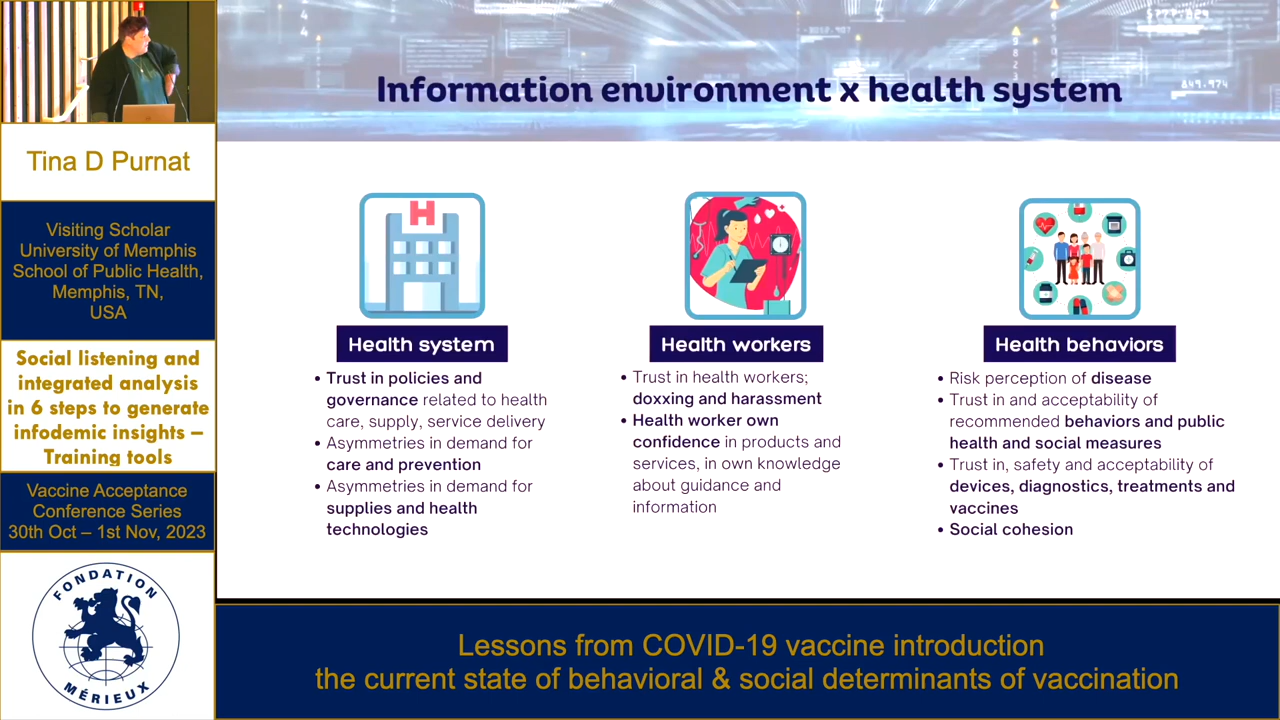 Tina D Purnat
Visiting Scholar
University of Memphis
School of Public Health,
Memphis, TN,
USA
Social listening and
integrated analysis
in 6 steps to generate
infodemic insights –
Training tools
Vaccine Acceptance
Conference Series
30th Oct – 1st Nov, 2023
FONDATION
MÉRIEUX
Information environment x health system
849.974
H
Health system
• Trust in policies and
governance related to health
care, supply, service delivery
• Asymmetries in demand for
care and prevention
• Asymmetries in demand for
supplies and health
technologies
Health workers
• Trust in health workers;
doxxing and harassment
• Health worker own
confidence in products and
services, in own knowledge
about guidance and
information
Health behaviors
• Risk perception of disease
• Trust in and acceptability of
recommended behaviors and public
health and social measures
• Trust in, safety and acceptability of
devices, diagnostics, treatments and
vaccines
• Social cohesion
Lessons from COVID-19 vaccine introduction
the current state of behavioral & social determinants of vaccination